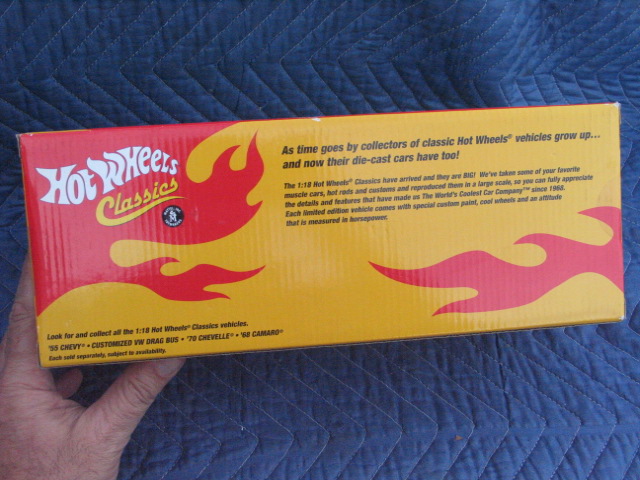 Hot Wheels
Classics
As time goes by collectors of classic Hot Wheels® vehicles grow up...
and now their die-cast cars have too!
The 1:18 Hot Wheels® Classics have arrived and they are BIG! We've taken some of your favorite
muscle cars, hot rods and customs and reproduced them in a large scale, so you can fully appreciate
the details and features that have made us The World's Coolest Car Company™ since 1968.
Each limited edition vehicle comes with special custom paint, cool wheels and an attitude
that is measured in horsepower.
Look for and collect all the 1:18 Hot Wheels® Classics vehicles.
'55 CHEVY® • CUSTOMIZED VW DRAG BUS • '70 CHEVELLE® • '68 CAMARO®
Each sold separately, subject to availability.